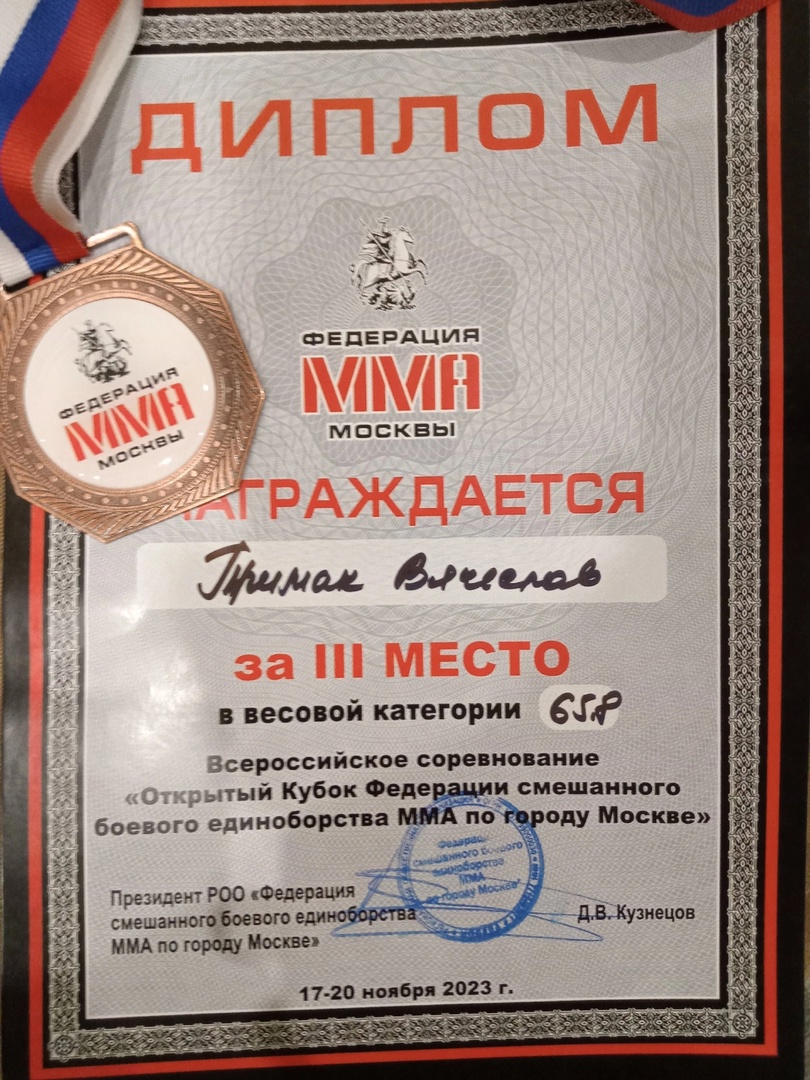 ДИПЛОМ
ФЕДЕРАЦИЯ
ММА
МОСКВЫ
ФЕДЕРАЦИЯ
ММА
МОСКВЫ
НАГРАЖДАЕТСЯ
Примак Вячеслав
за III МЕСТО
в весовой категории 65,8
Всероссийское соревнование
«Открытый Кубок Федерации смешанного
боевого единоборства ММА по городу Москве»
Федерация
смешанного боевого
единоборства
ММА
по городу Москве"
Президент РОО «Федерация
смешанного боевого единоборства
ММА по городу Москве»
Д.В. Кузнецов
17-20 ноября 2023 г.